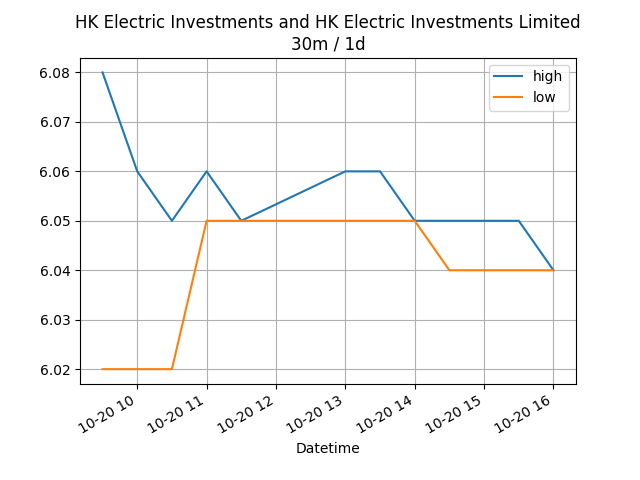 HK Electric Investments and HK Electric Investments Limited
30m / 1d
high
low
6.08
6.07
6.06
6.05
6.04
6.03
6.02
10-20 10
10-20 11
10-20 12
10-20 13
10-20 14
10-20 15
10-20 16
Datetime